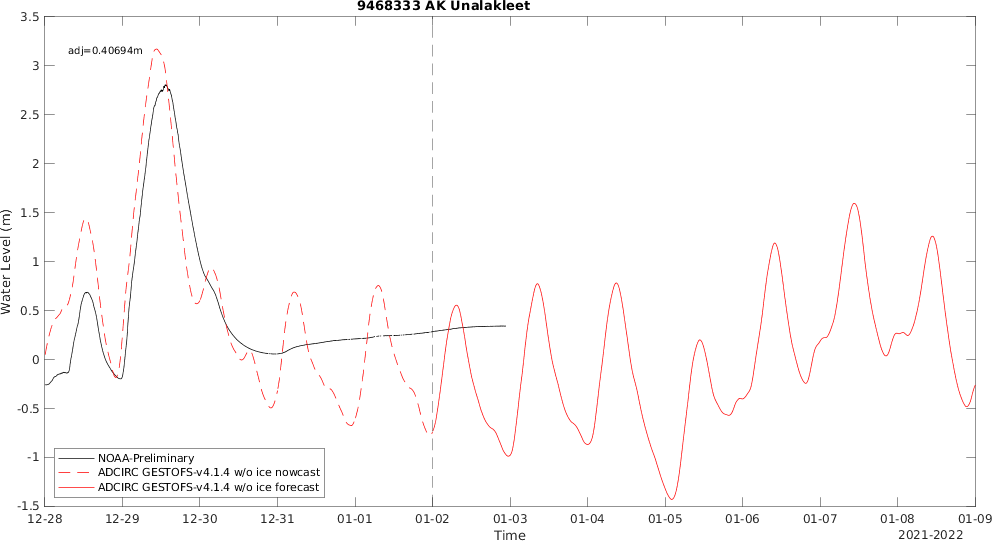 9468333 AK Unalakleet
adj=0.40694m
3.5
3
2.5
2
1.5
1
0.5
0
-0.5
-1
-1.5
Water Level (m)
NOAA-Preliminary
ADCIRC GESTOFS-v4.1.4 w/o ice nowcast
ADCIRC GESTOFS-v4.1.4 w/o ice forecast
12-28 12-29 12-30 12-31 01-01 01-02 01-03 01-04 01-05 01-06 01-07 01-08 01-09
Time
2021-2022